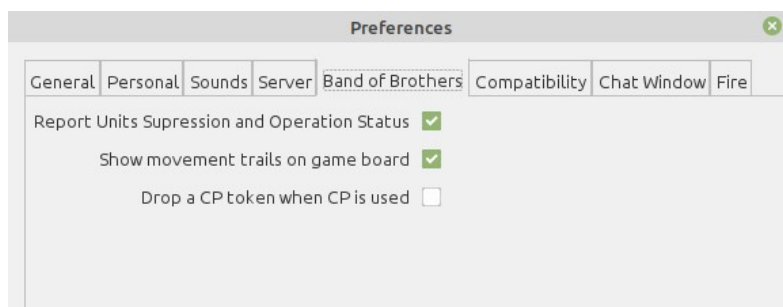 Preferences
General Personal Sounds Server Band of Brothers Compatibility Chat Window Fire
Report Units Supression and Operation Status
Show movement trails on game board
Drop a CP token when CP is used